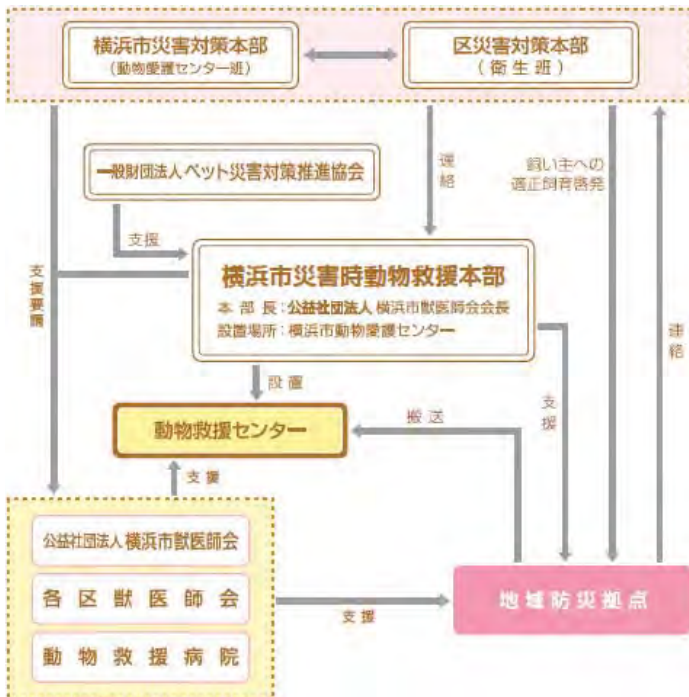 横浜市災害対策本部
(動物愛護センター班)
区災害対策本部
(衛生班)
一般財団法人ペット災害対策推進協会
連絡
飼い主への
適正飼育啓発
支援
横浜市災害時動物救援本部
本部長：公益社団法人 横浜市獣医師会会長
設置場所：横浜市動物愛護センター
支援要請
連絡
設置
支援
動物救援センター
搬送
支援
公益社団法人横浜市獣医師会
各区獣医師会
動物救援病院
支援
地域防災拠点